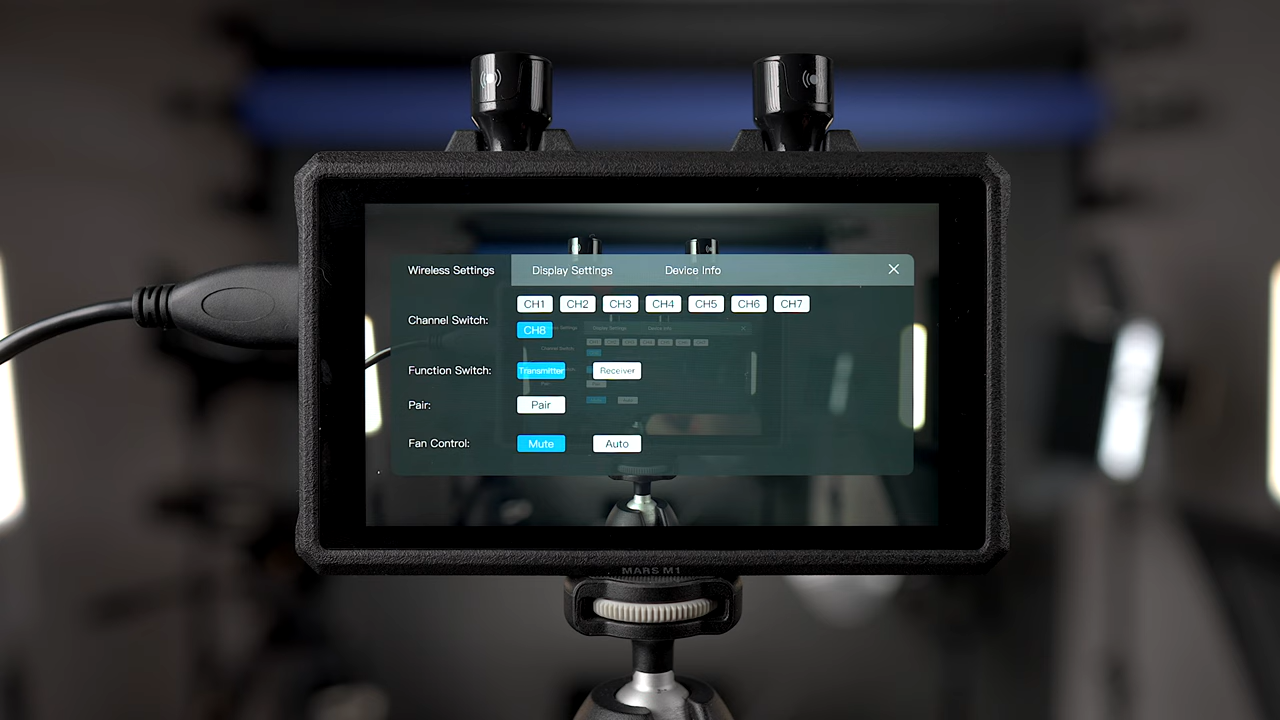 Wireless Settings Display Settings Device Info
Channel Switch: CH1 CH2 CH3 CH4 CH5 CH6 CH7
CH8
Function Switch: Transmitter Receiver
Pair: Pair
Fan Control: Mute Auto
MARS M1